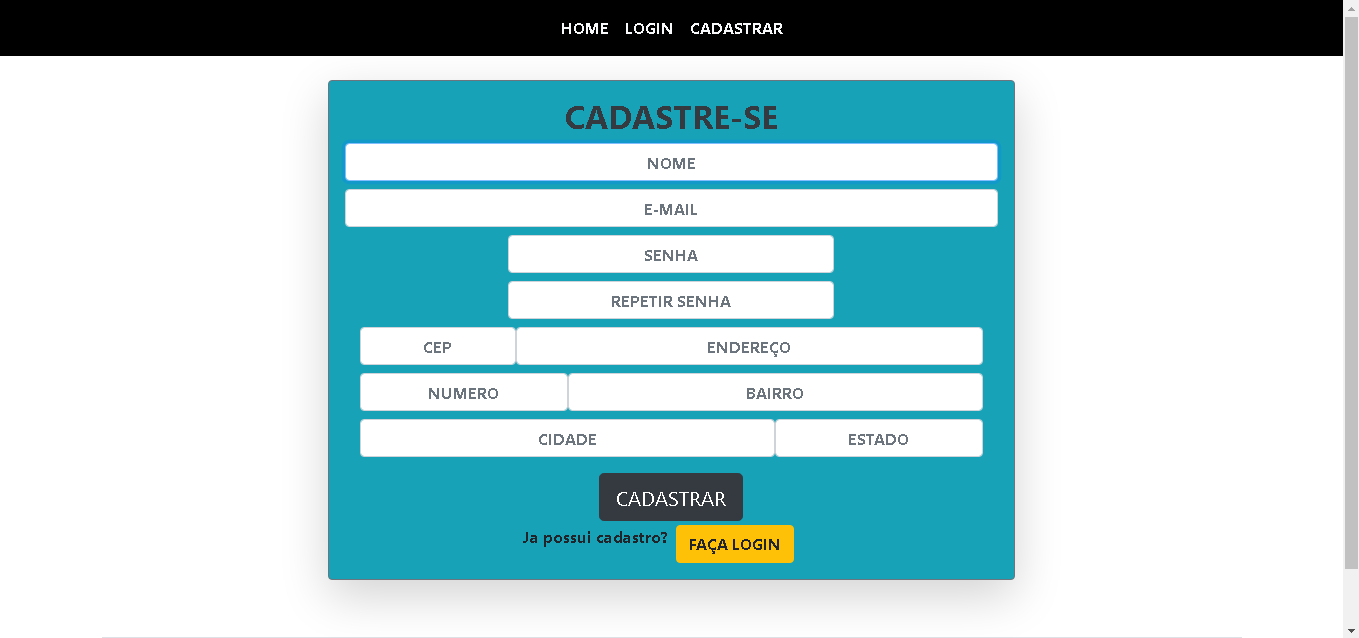 HOME LOGIN CADASTRAR
CADASTRE-SE
NOME
E-MAIL
SENHA
REPETIR SENHA
CEP ENDEREÇO
NUMERO BAIRRO
CIDADE ESTADO
CADASTRAR
Ja possui cadastro? FAÇA LOGIN